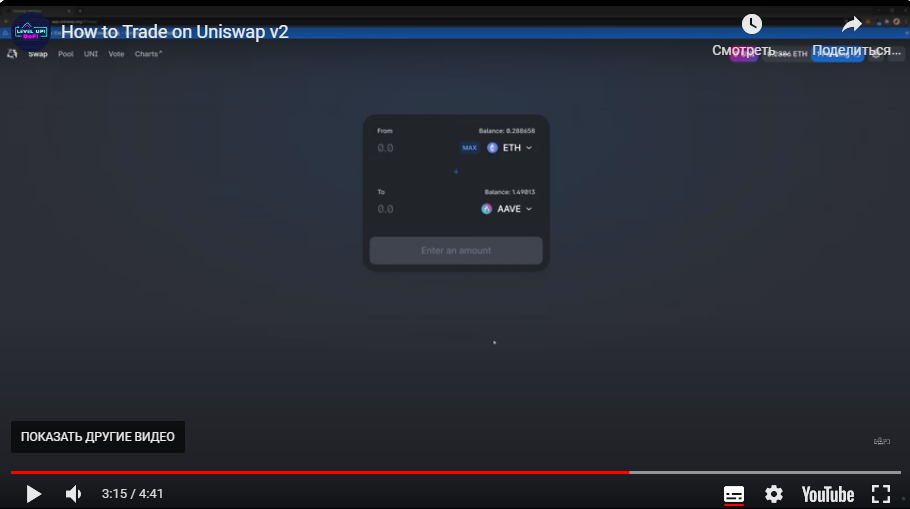 LEVEL UP!
DeFi
How to Trade on Uniswap v2
Смотреть...
Поделиться...
Swap Pool UNI Vote Charts
ETH
From Balance: 0.288658
0.0 MAX ETH
To Balance: 1.49013
0.0 AAVE
Enter an amount
ПОКАЗАТЬ ДРУГИЕ ВИДЕО
3:15 / 4:41
YouTube